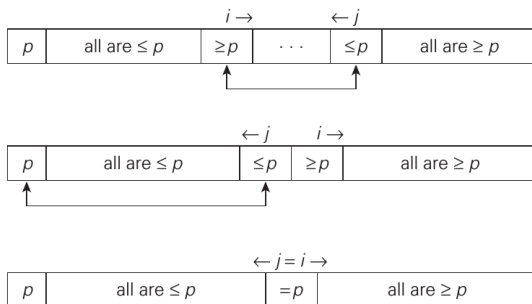 i → ← j
p all are ≤ p ≥p · · · ≤p all are ≥ p
← j i →
p all are ≤ p ≤p ≥p all are ≥ p
← j = i →
p all are ≤ p =p all are ≥ p